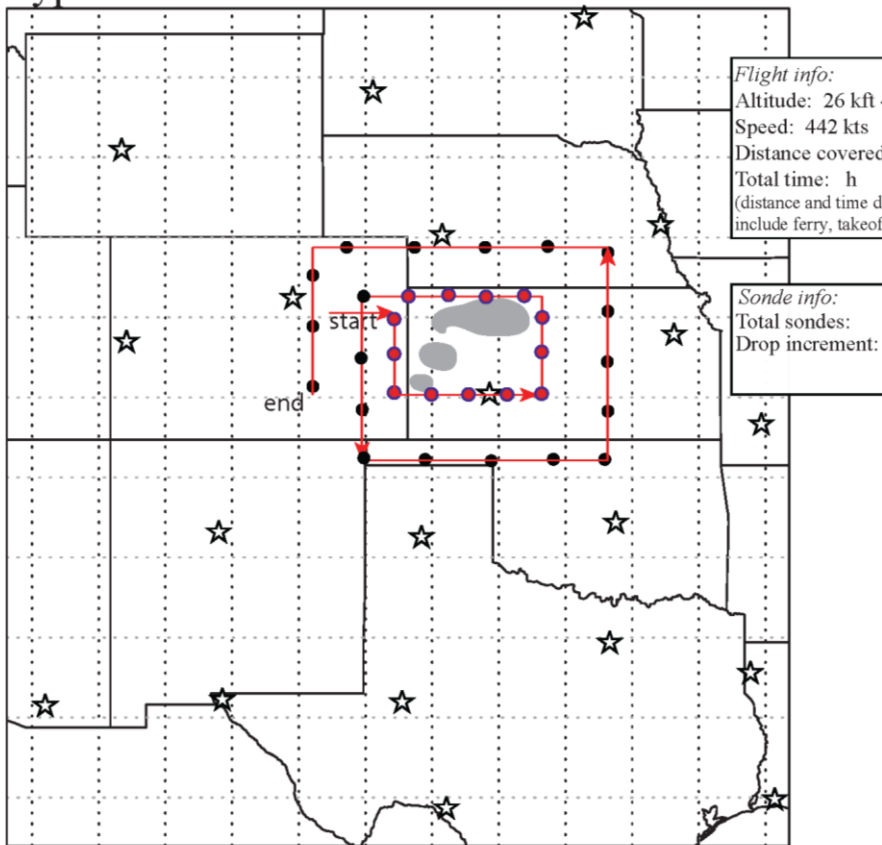 Flight info:
Altitude: 26 kft
Speed: 442 kts
Distance covered
Total time: h
(distance and time
include ferry,
Sonde info:
Total sondes:
Drop increment:
start
end